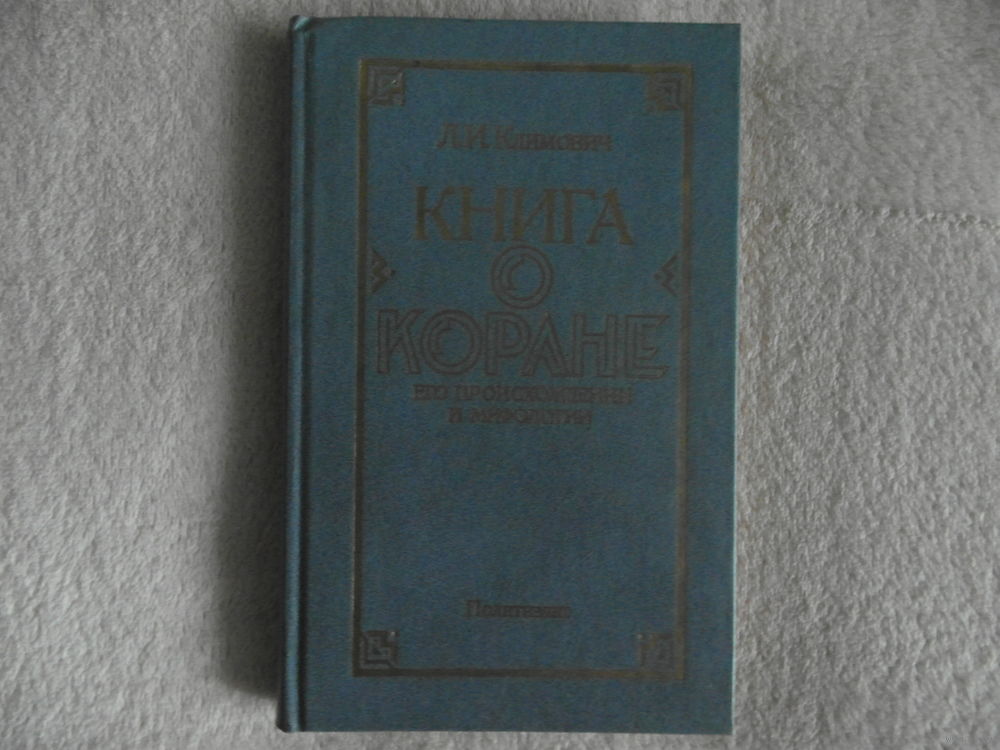 Л.И.Климович
КНИГА
О
КОРАНЕ
ЕГО ПРОИСХОЖДЕНИИ
И МИФОЛОГИИ
Политиздат